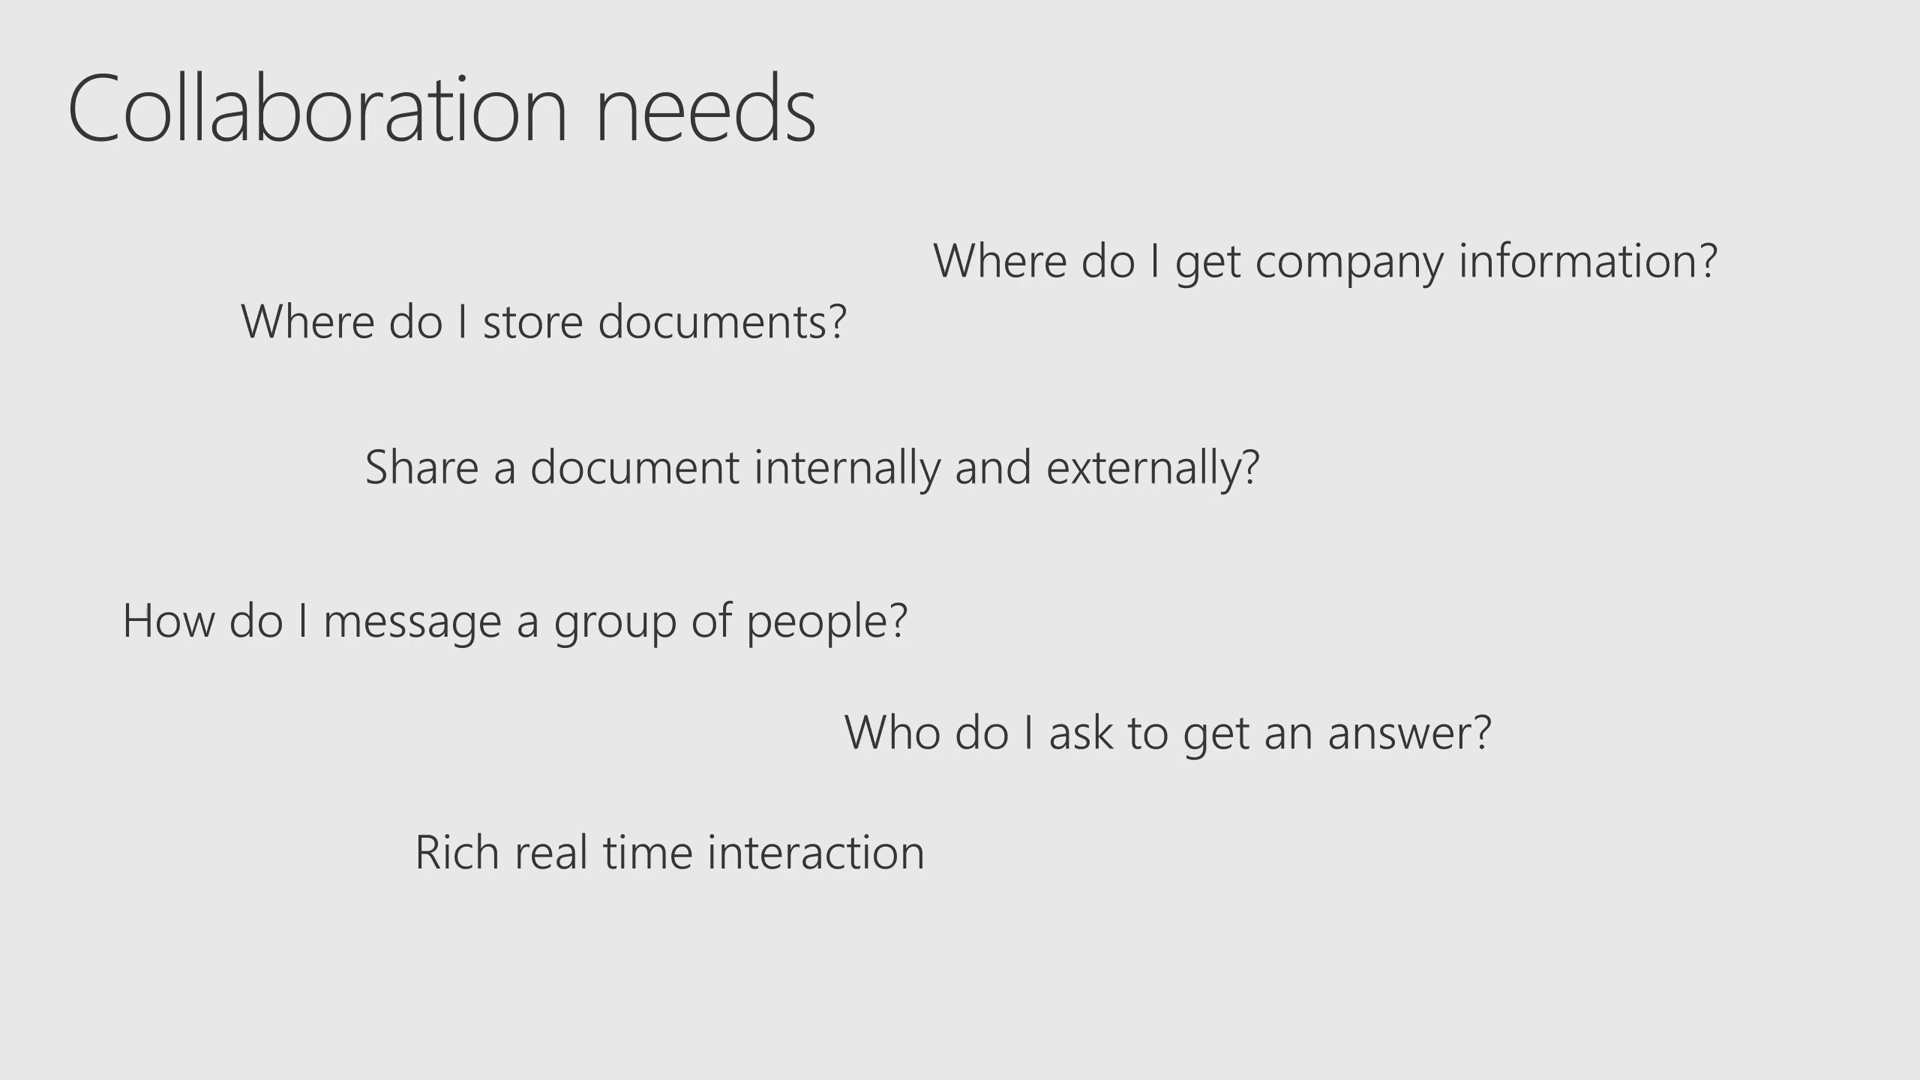 Collaboration needs
Where do I get company information?
Where do I store documents?
Share a document internally and externally?
How do I message a group of people?
Who do I ask to get an answer?
Rich real time interaction